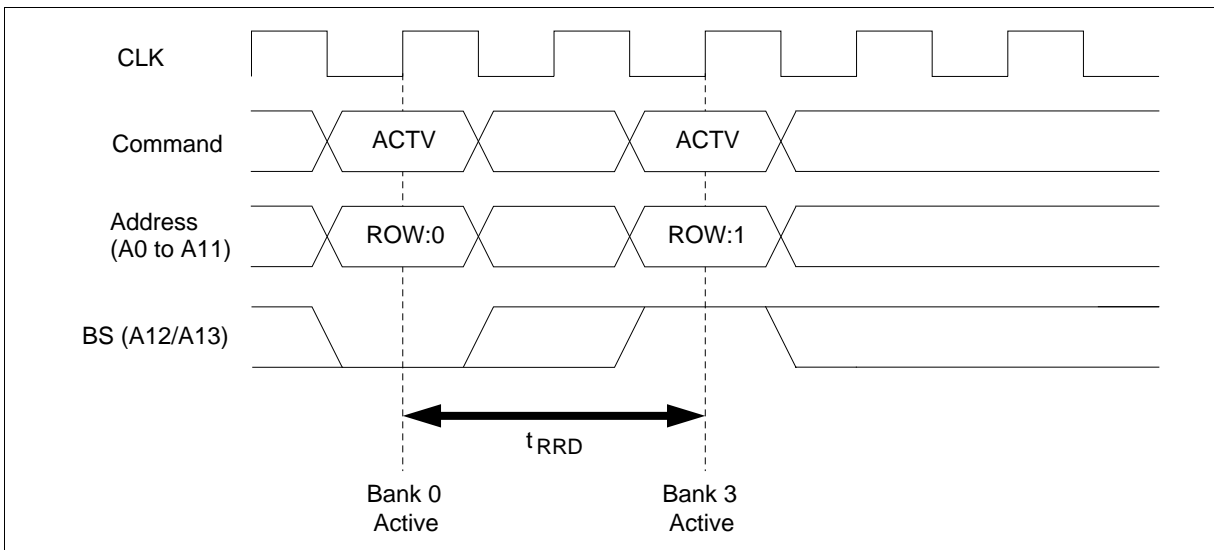 CLK
Command
ACTV
ACTV
Address
(A0 to A11)
ROW:0
ROW:1
BS (A12/A13)
tRRD
Bank 0
Active
Bank 3
Active